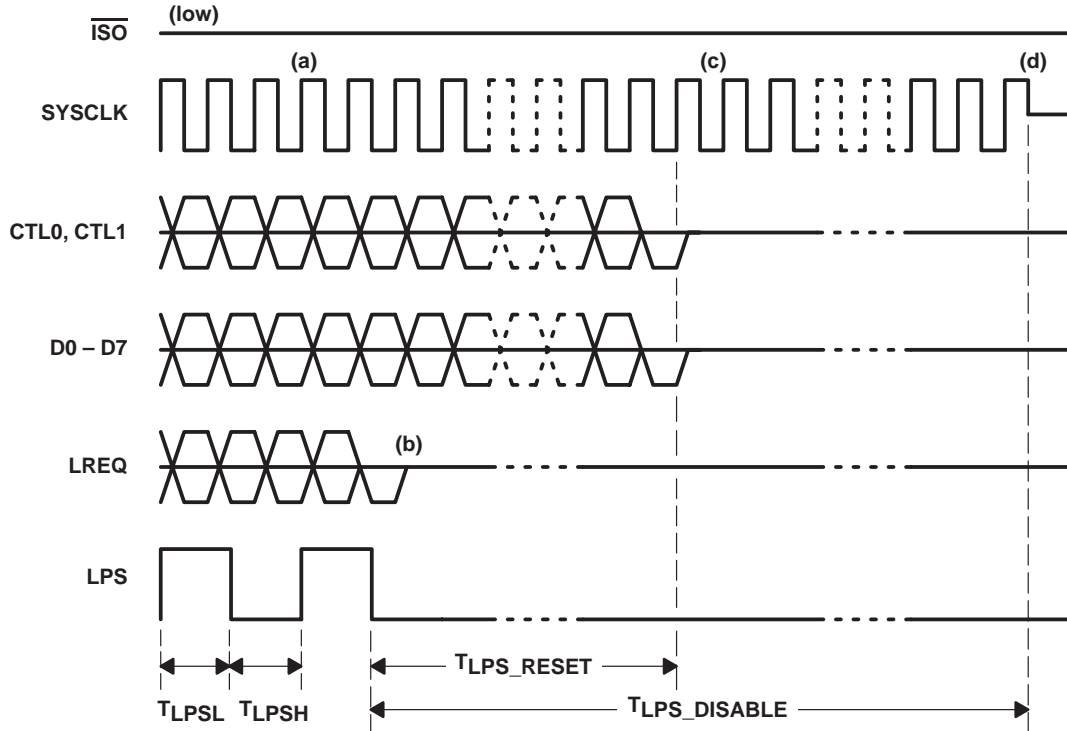 (low)
ISO
(a)
(c)
(d)
SYSCLK
CTL0, CTL1
D0 – D7
(b)
LREQ
LPS
TLPS_RESET
TLPSL
TLPSH
TLPS_DISABLE